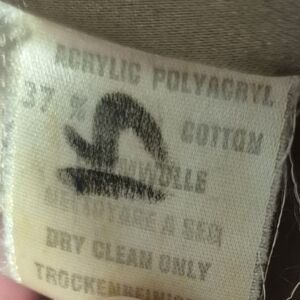 ACRYLIC POLYACRYL
37 % COTTON
NETTOYAGE A SEC
DRY CLEAN ONLY